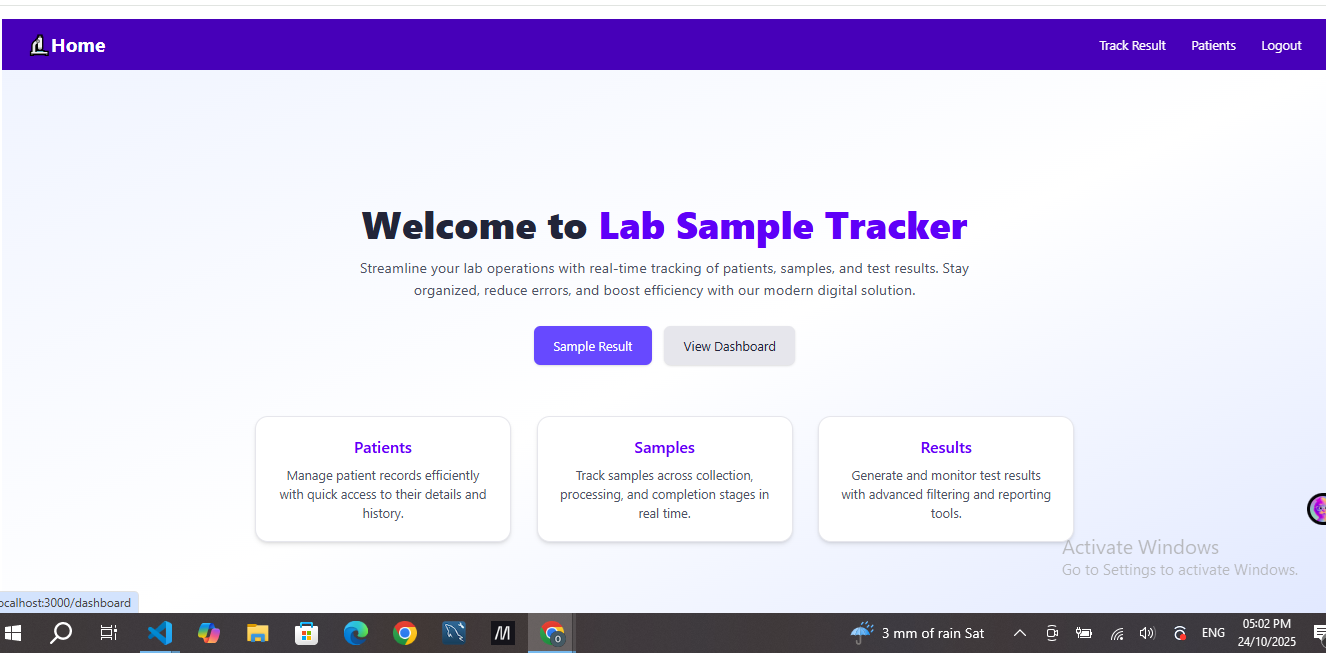 Home
Track Result Patients Logout
Welcome to Lab Sample Tracker
Streamline your lab operations with real-time tracking of patients, samples, and test results. Stay
organized, reduce errors, and boost efficiency with our modern digital solution.
Sample Result View Dashboard
Patients
Manage patient records efficiently
with quick access to their details and
history.
Samples
Track samples across collection,
processing, and completion stages in
real time.
Results
Generate and monitor test results
with advanced filtering and reporting
tools.
Activate Windows
Go to Settings to activate Windows.
ocalhost:3000/dashboard
3 mm of rain Sat
ENG
05:02 PM
24/10/2025